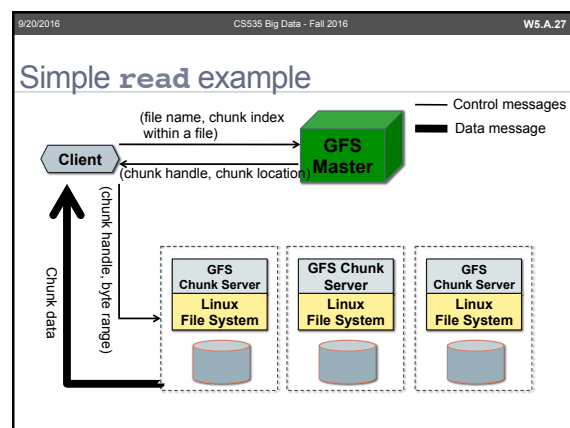 9/20/2016 CS535 Big Data - Fall 2016 W5.A.27
Simple read example
(file name, chunk index
within a file)
Control messages
Data message
Client
GFS
Master
(chunk handle, chunk location)
(chunk handle, byte range)
Chunk data
GFS
Chunk Server
Linux
File System
GFS Chunk
Server
Linux
File System
GFS
Chunk Server
Linux
File System